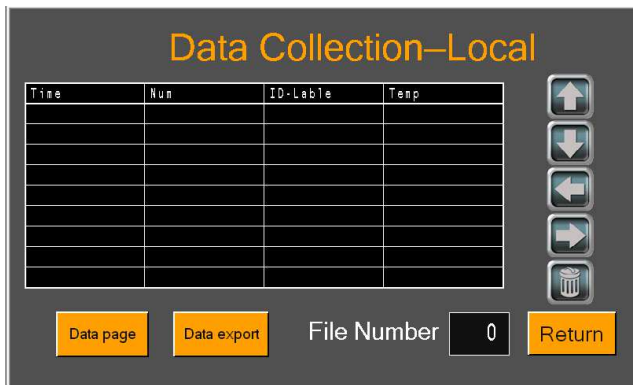 Data Collection—Local
Time Num ID-Lable Temp
Data page Data export File Number 0 Return